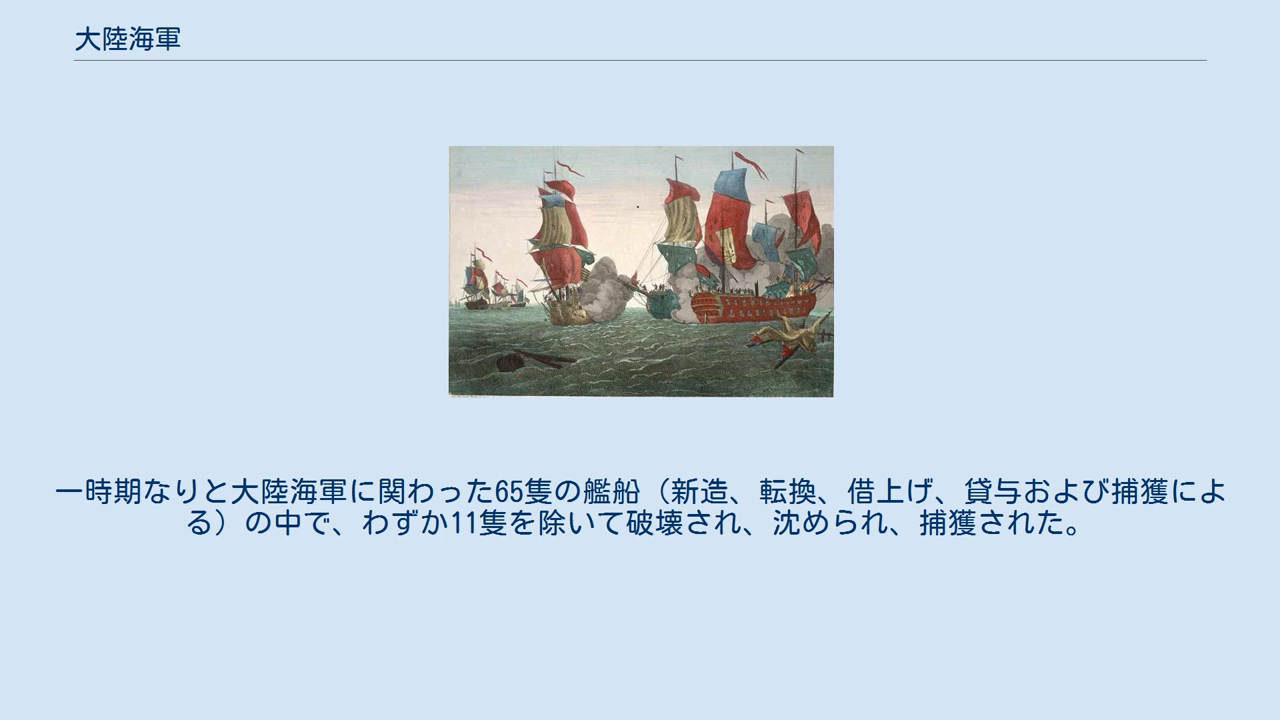 大陸海軍
一時期なりと大陸海軍に関わった65隻の艦船（新造、転換、借上げ、貸与および捕獲によ
る）の中で、わずか11隻を除いて破壊され、沈められ、捕獲された。